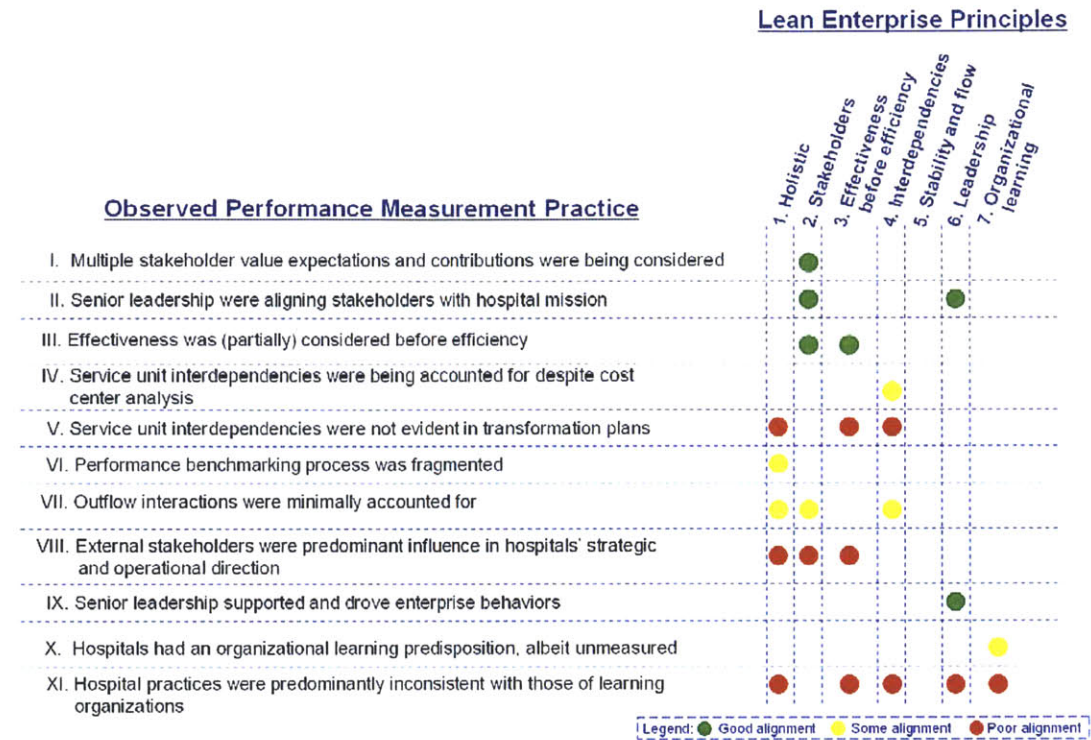 Lean Enterprise Principles
1. Holistic
2. Stakeholders
3. Effectiveness
before efficiency
4. Interdependencies
5. Stability and flow
6. Leadership
7. Organizational
learning
Observed Performance Measurement Practice
I. Multiple stakeholder value expectations and contributions were being considered
II. Senior leadership were aligning stakeholders with hospital mission
III. Effectiveness was (partially) considered before efficiency
IV. Service unit interdependencies were being accounted for despite cost
center analysis
V. Service unit interdependencies were not evident in transformation plans
VI. Performance benchmarking process was fragmented
VII. Outflow interactions were minimally accounted for
VIII. External stakeholders were predominant influence in hospitals' strategic
and operational direction
IX. Senior leadership supported and drove enterprise behaviors
X. Hospitals had an organizational learning predisposition, albeit unmeasured
XI. Hospital practices were predominantly inconsistent with those of learning
organizations
Legend: Good alignment Some alignment Poor alignment